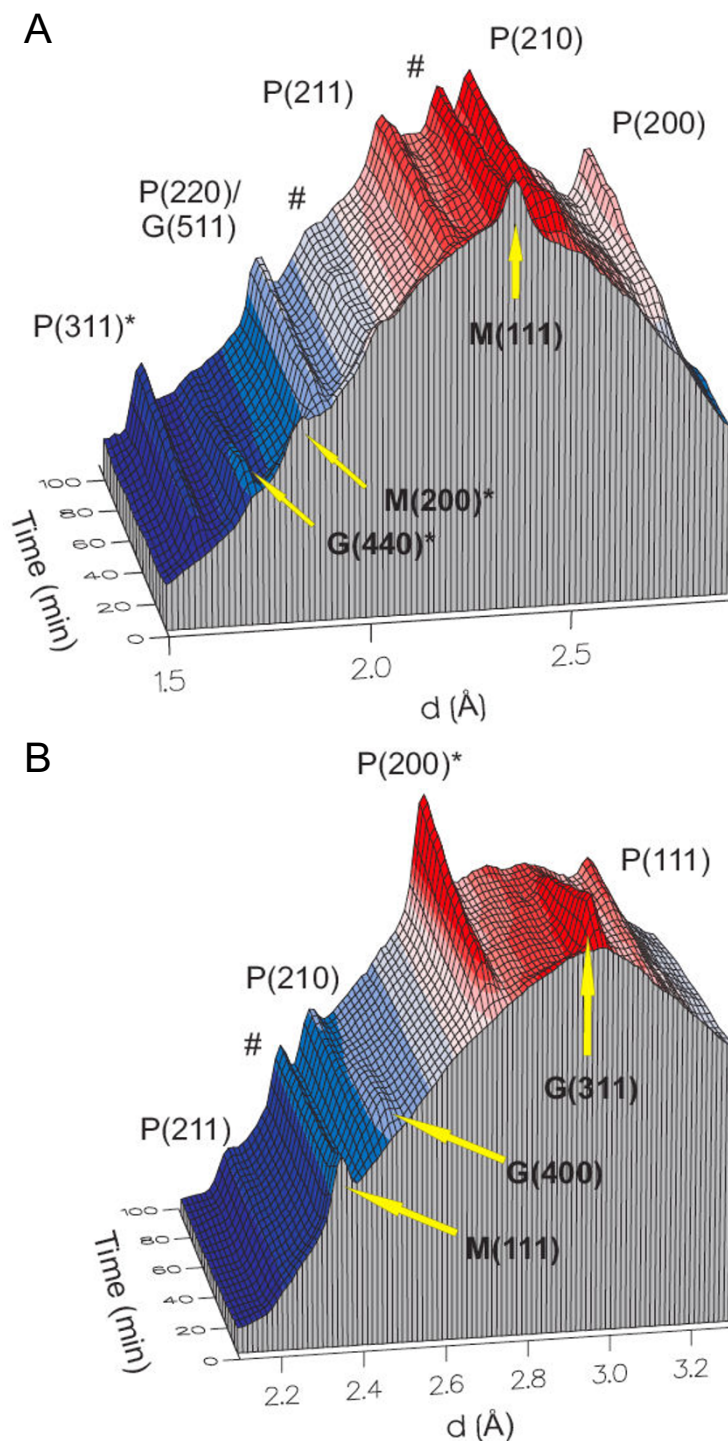 A
P(210)
#
P(211)
P(200)
P(220)/
G(511)
#
P(311)*
M(111)
M(200)*
G(440)*
100
80
60
40
20
0
Time (min)
1.5
2.0
2.5
d (Å)
B
P(200)*
P(111)
P(210)
#
P(211)
G(311)
G(400)
M(111)
100
80
60
40
20
0
Time (min)
2.2
2.4
2.6
2.8
3.0
3.2
d (Å)